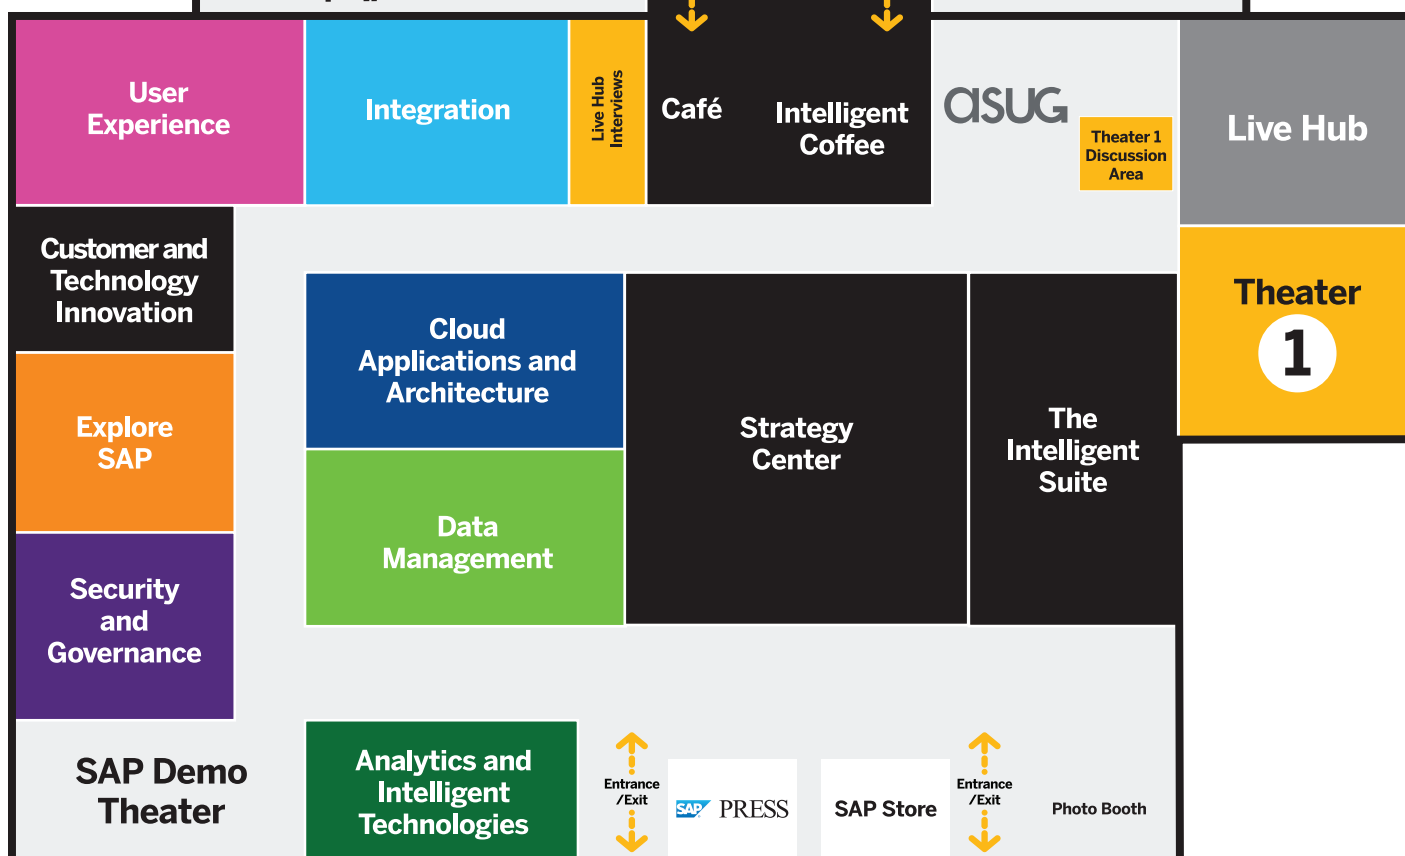 User
Experience
Integration
Live Hub
Interviews
Café
Intelligent
Coffee
asug
Theater 1
Discussion
Area
Live Hub
Customer and
Technology
Innovation
Theater
1
Cloud
Applications and
Architecture
Explore
SAP
Strategy
Center
The
Intelligent
Suite
Data
Management
Security
and
Governance
SAP Demo
Theater
Analytics and
Intelligent
Technologies
Entrance
/Exit
SAP PRESS
SAP Store
Entrance
/Exit
Photo Booth